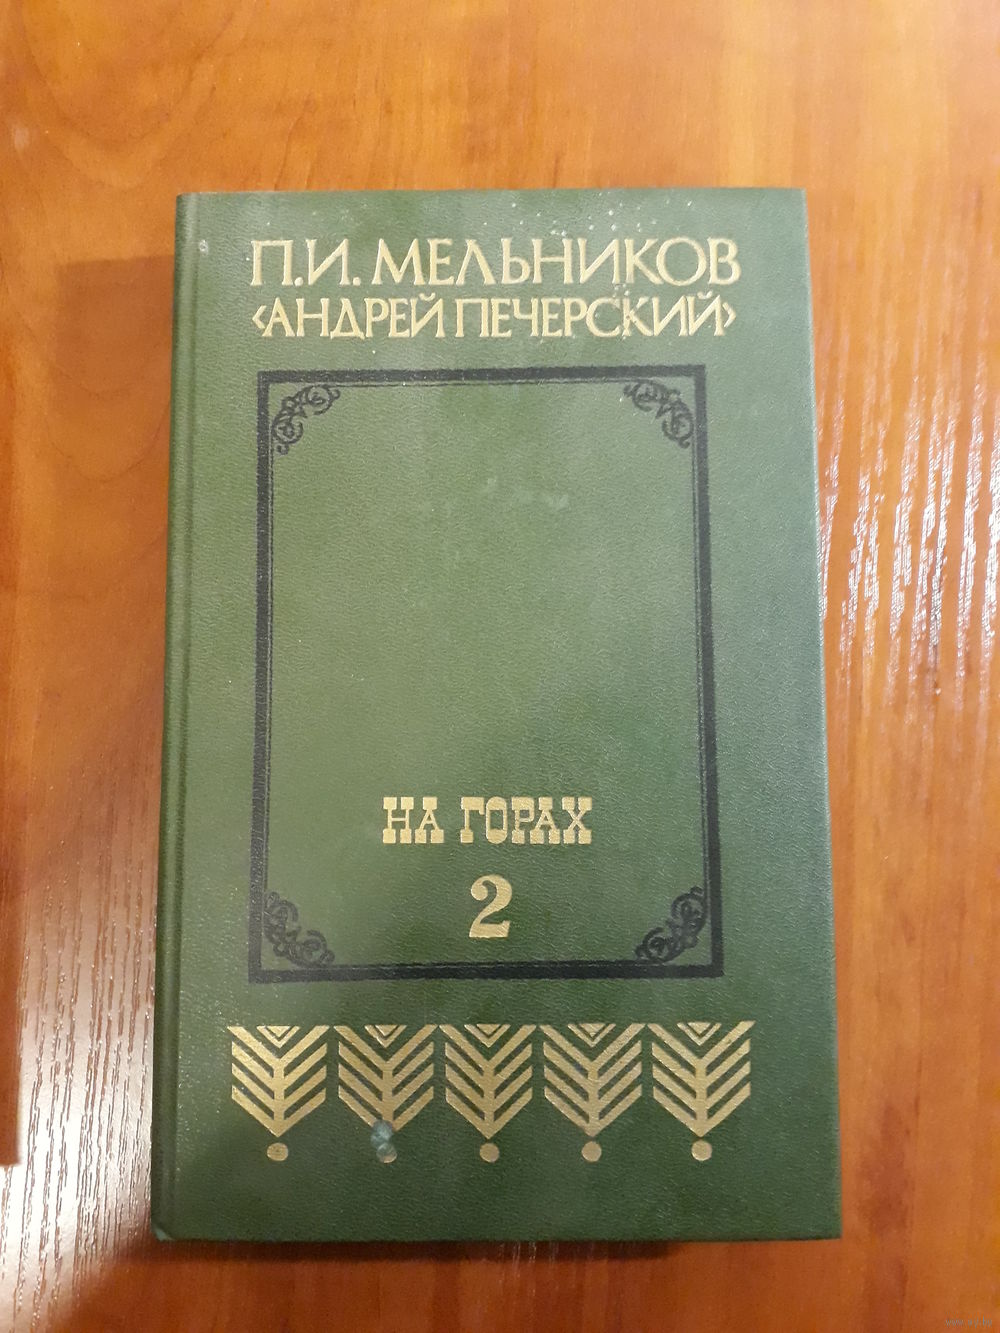 П.И. МЕЛЬНИКОВ
‹АНДРЕЙ ПЕЧЕРСКИЙ›
НА ГОРАХ
2